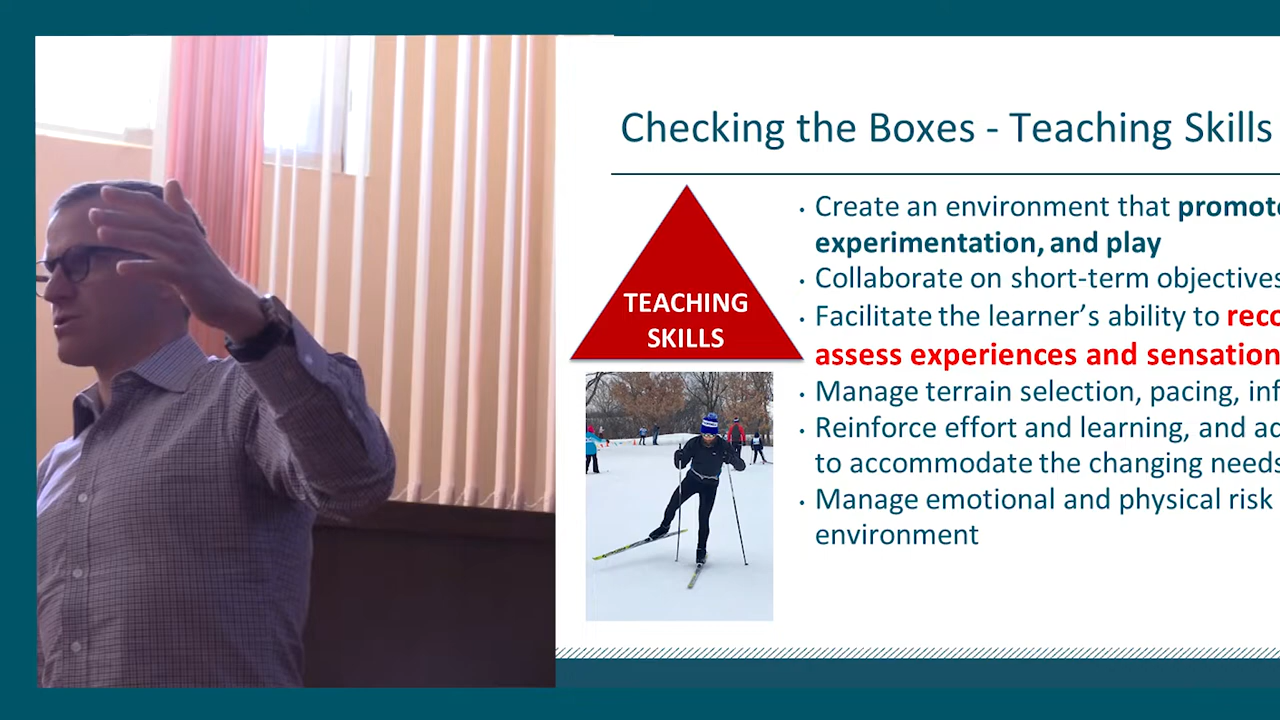 Checking the Boxes - Teaching Skills
TEACHING
SKILLS
Create an environment that
experimentation, and play
Collaborate on short-term objectives
Facilitate the learner's ability to
assess experiences and sensation
Manage terrain selection, pacing,
Reinforce effort and learning, and
to accommodate the changing needs
Manage emotional and physical risk
environment